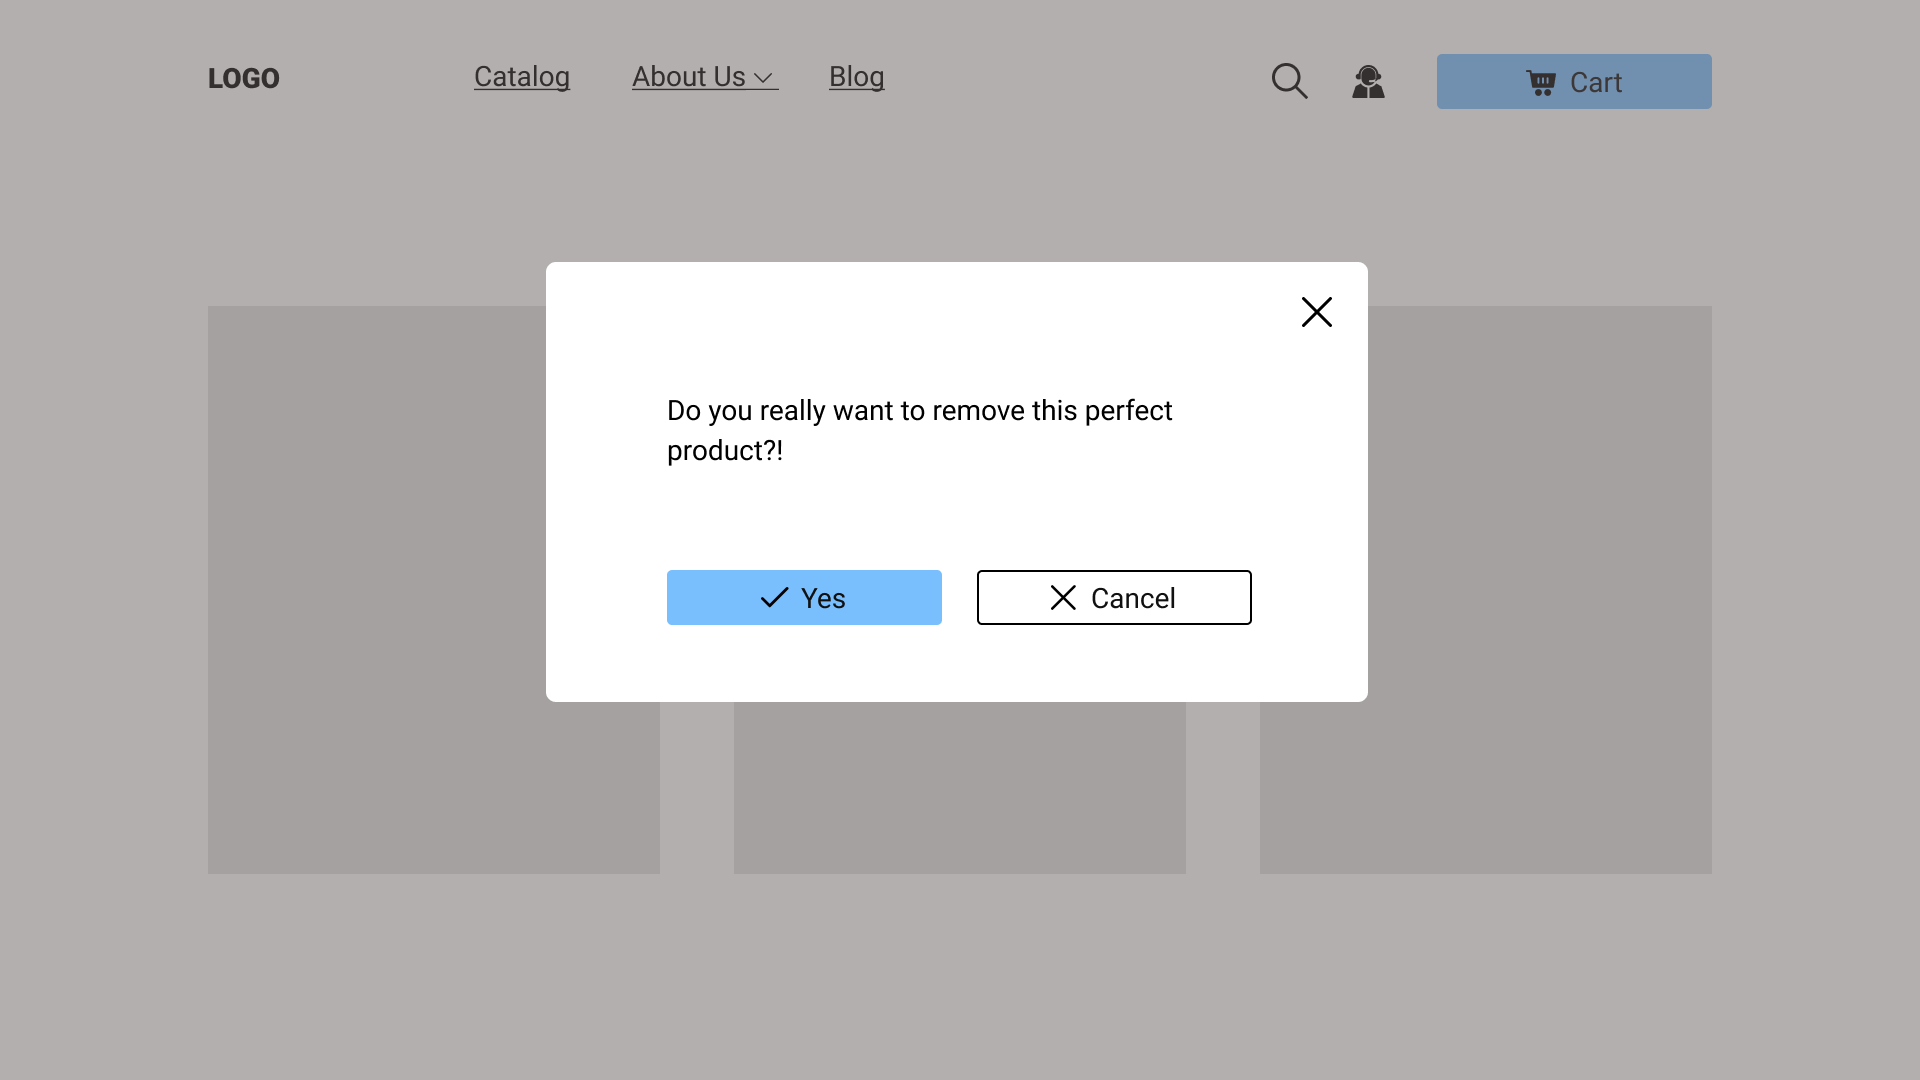 LOGO
Catalog
About Us
Blog
Cart
Do you really want to remove this perfect
product?!
Yes
Cancel